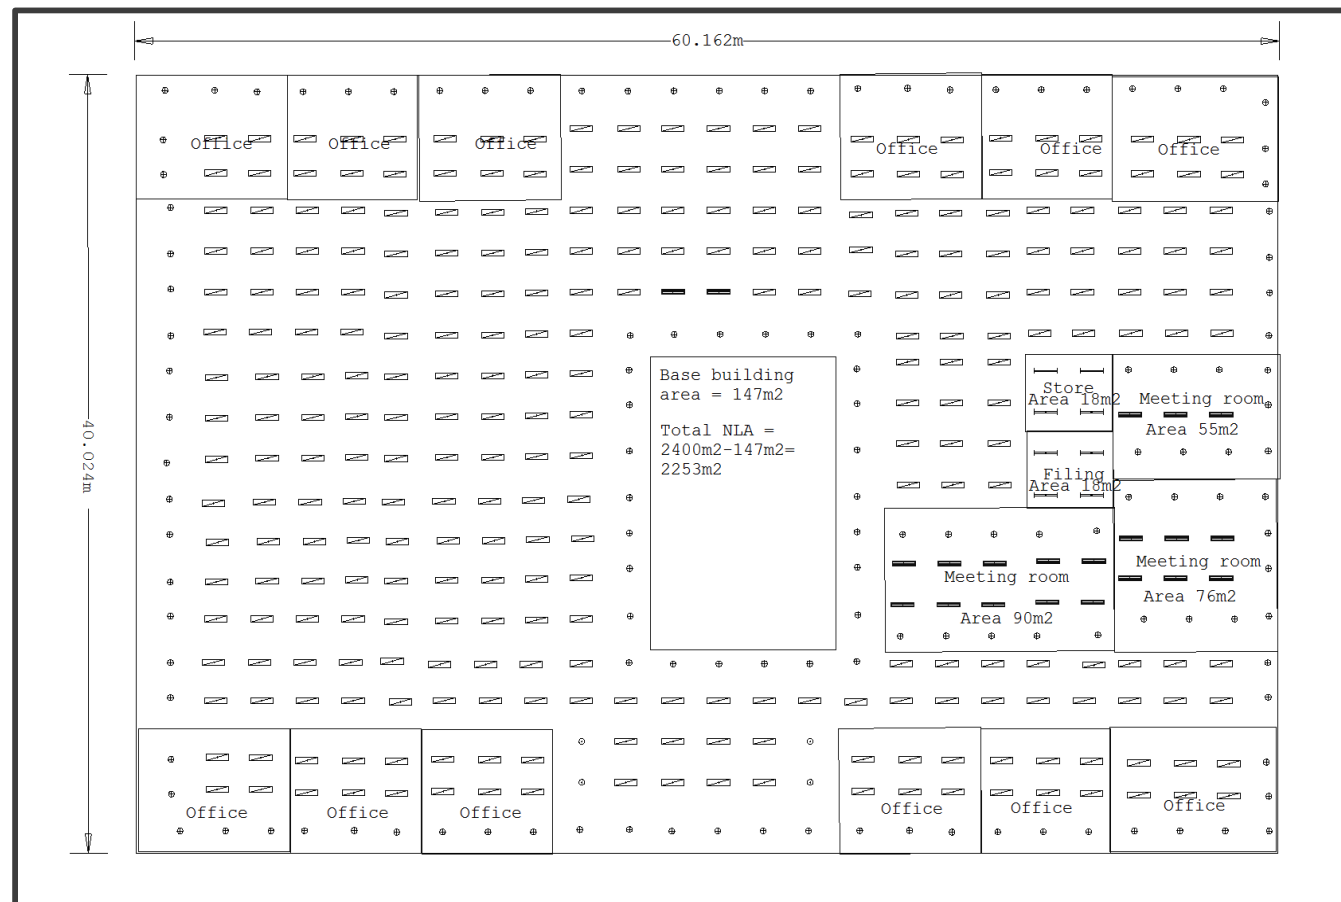 60.162m
Office
Office
Office
Office
Office
Office
Base building
area = 147m2
Total NLA =
2400m2-147m2=
2253m2
Store
Area 18m2
Meeting room
Area 55m2
40.024m
Filing
Area 18m2
Meeting room
Area 76m2
Meeting room
Area 90m2
Office
Office
Office
Office
Office
Office